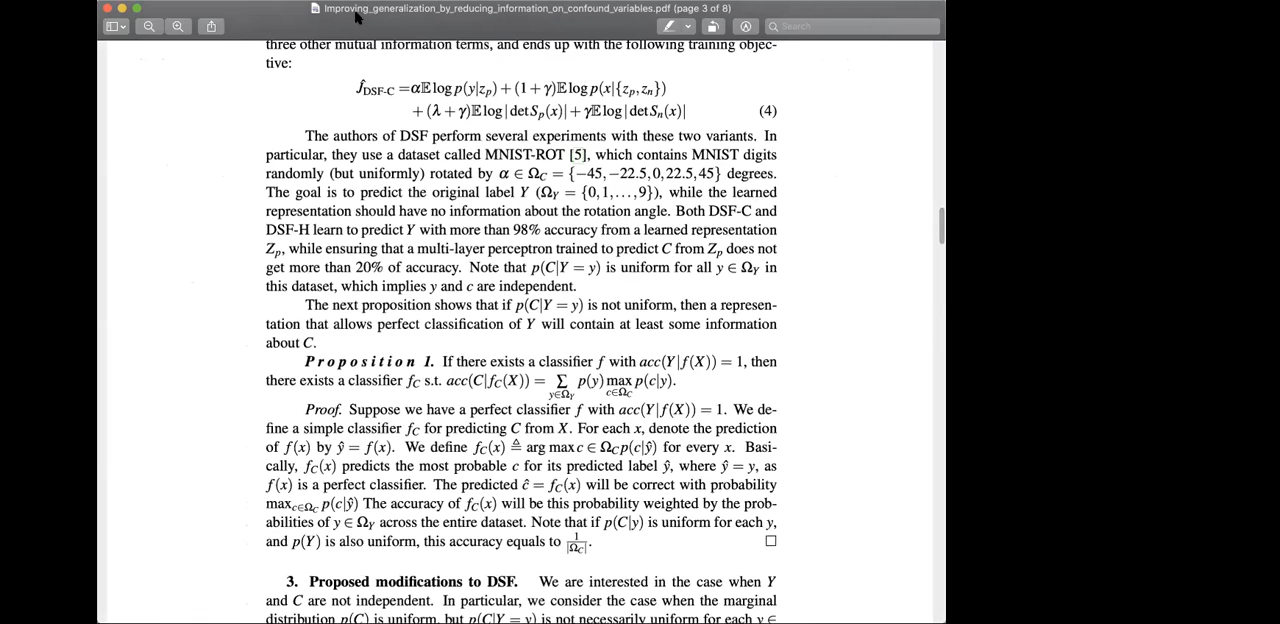 Improving_generalization_by_reducing_information_on_confound_variables.pdf (page 3 of 8)
Search
three other mutual information terms, and ends up with the following training objec-
tive:
ĴDSF-C =α𝔼 log p(y|z_p) + (1 + γ)𝔼 log p(x|{z_p, z_n})
+ (λ + γ)𝔼 log |det S_p(x)| + γ𝔼 log |det S_n(x)| (4)
The authors of DSF perform several experiments with these two variants. In
particular, they use a dataset called MNIST-ROT [5], which contains MNIST digits
randomly (but uniformly) rotated by α ∈ Ω_C = {−45, −22.5, 0, 22.5, 45} degrees.
The goal is to predict the original label Y (Ω_Y = {0, 1, . . . , 9}), while the learned
representation should have no information about the rotation angle. Both DSF-C and
DSF-H learn to predict Y with more than 98% accuracy from a learned representation
Z_p, while ensuring that a multi-layer perceptron trained to predict C from Z_p does not
get more than 20% of accuracy. Note that p(C|Y = y) is uniform for all y ∈ Ω_Y in
this dataset, which implies y and c are independent.
The next proposition shows that if p(C|Y = y) is not uniform, then a represen-
tation that allows perfect classification of Y will contain at least some information
about C.
Proposition 1. If there exists a classifier f with acc(Y|f(X)) = 1, then
there exists a classifier f_C s.t. acc(C|f_C(X)) = ∑_{y∈Ω_Y} p(y) max_{c∈Ω_C} p(c|y).
Proof. Suppose we have a perfect classifier f with acc(Y|f(X)) = 1. We de-
fine a simple classifier f_C for predicting C from X. For each x, denote the prediction
of f(x) by ŷ = f(x). We define f_C(x) ≜ arg max c ∈ Ω_C p(c|ŷ) for every x. Basi-
cally, f_C(x) predicts the most probable c for its predicted label ŷ, where ŷ = y, as
f(x) is a perfect classifier. The predicted ĉ = f_C(x) will be correct with probability
max_{c∈Ω_C} p(c|ŷ) The accuracy of f_C(x) will be this probability weighted by the prob-
abilities of y ∈ Ω_Y across the entire dataset. Note that if p(C|y) is uniform for each y,
and p(Y) is also uniform, this accuracy equals to 1/|Ω_C|. □
3. Proposed modifications to DSF. We are interested in the case when Y
and C are not independent. In particular, we consider the case when the marginal
distribution p(C) is uniform, but p(C|Y = y) is not necessarily uniform for each y ∈